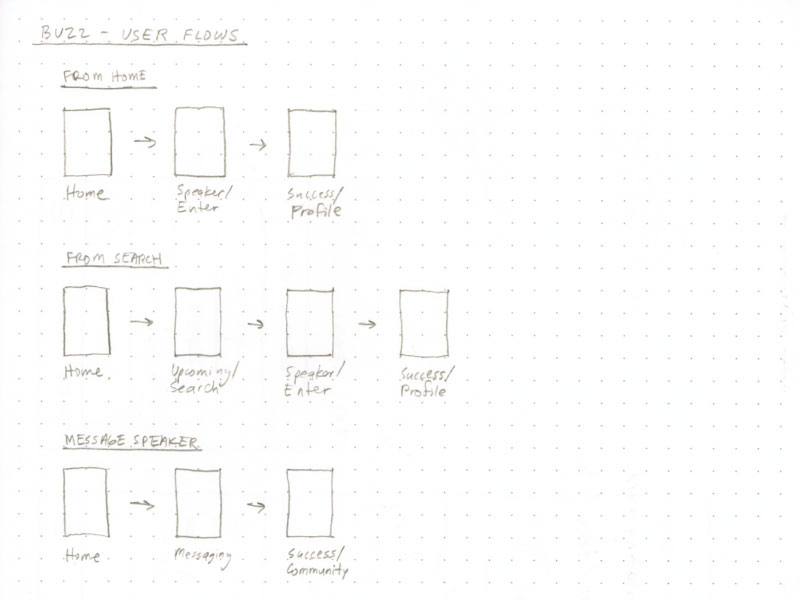 BUZZ - USER FLOWS
FROM HOME
Home
Speaker/
Enter
Success/
Profile
FROM SEARCH
Home
Upcoming/
Search
Speaker/
Enter
Success/
Profile
MESSAGE SPEAKER
Home
Messaging
Success/
Community